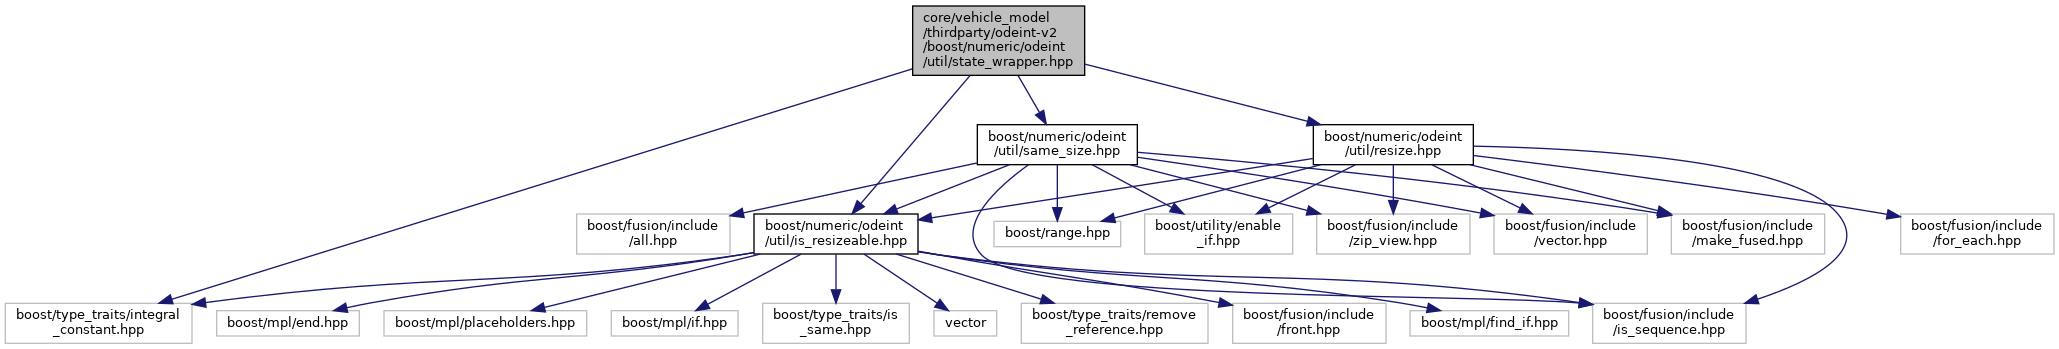 core/vehicle_model
/thirdparty/odeint-v2
/boost/numeric/odeint
/util/state_wrapper.hpp
boost/numeric/odeint
/util/same_size.hpp
boost/numeric/odeint
/util/resize.hpp
boost/fusion/include
/all.hpp
boost/numeric/odeint
/util/is_resizeable.hpp
boost/range.hpp
boost/utility/enable
_if.hpp
boost/fusion/include
/zip_view.hpp
boost/fusion/include
/vector.hpp
boost/fusion/include
/make_fused.hpp
boost/fusion/include
/for_each.hpp
boost/type_traits/integral
_constant.hpp
boost/mpl/end.hpp
boost/mpl/placeholders.hpp
boost/mpl/if.hpp
boost/type_traits/is
_same.hpp
vector
boost/type_traits/remove
_reference.hpp
boost/fusion/include
/front.hpp
boost/mpl/find_if.hpp
boost/fusion/include
/is_sequence.hpp